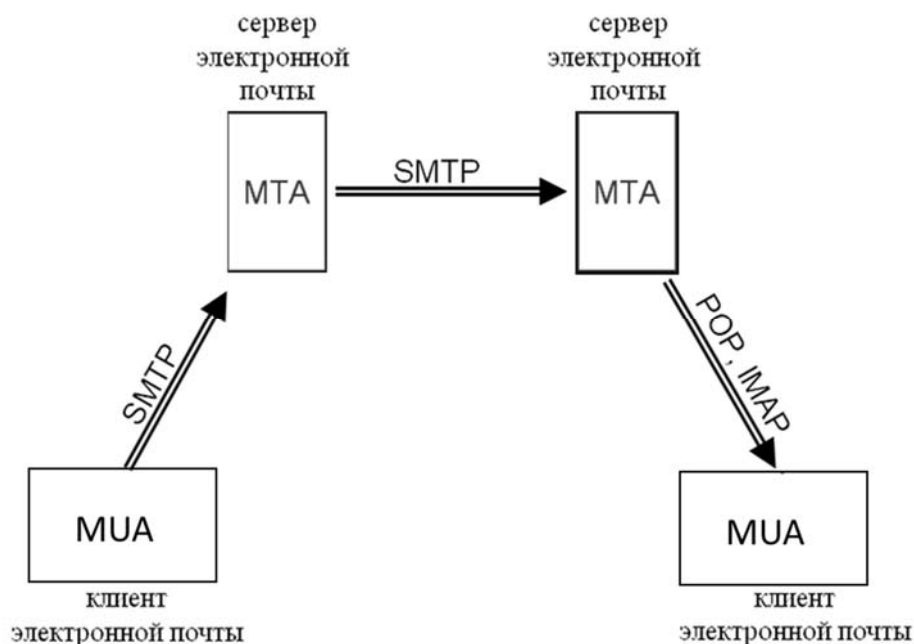 сервер
электронной
почты
сервер
электронной
почты
MTA
SMTP
MTA
SMTP
POP, IMAP
MUA
MUA
клиент
электронной почты
клиент
электронной почты